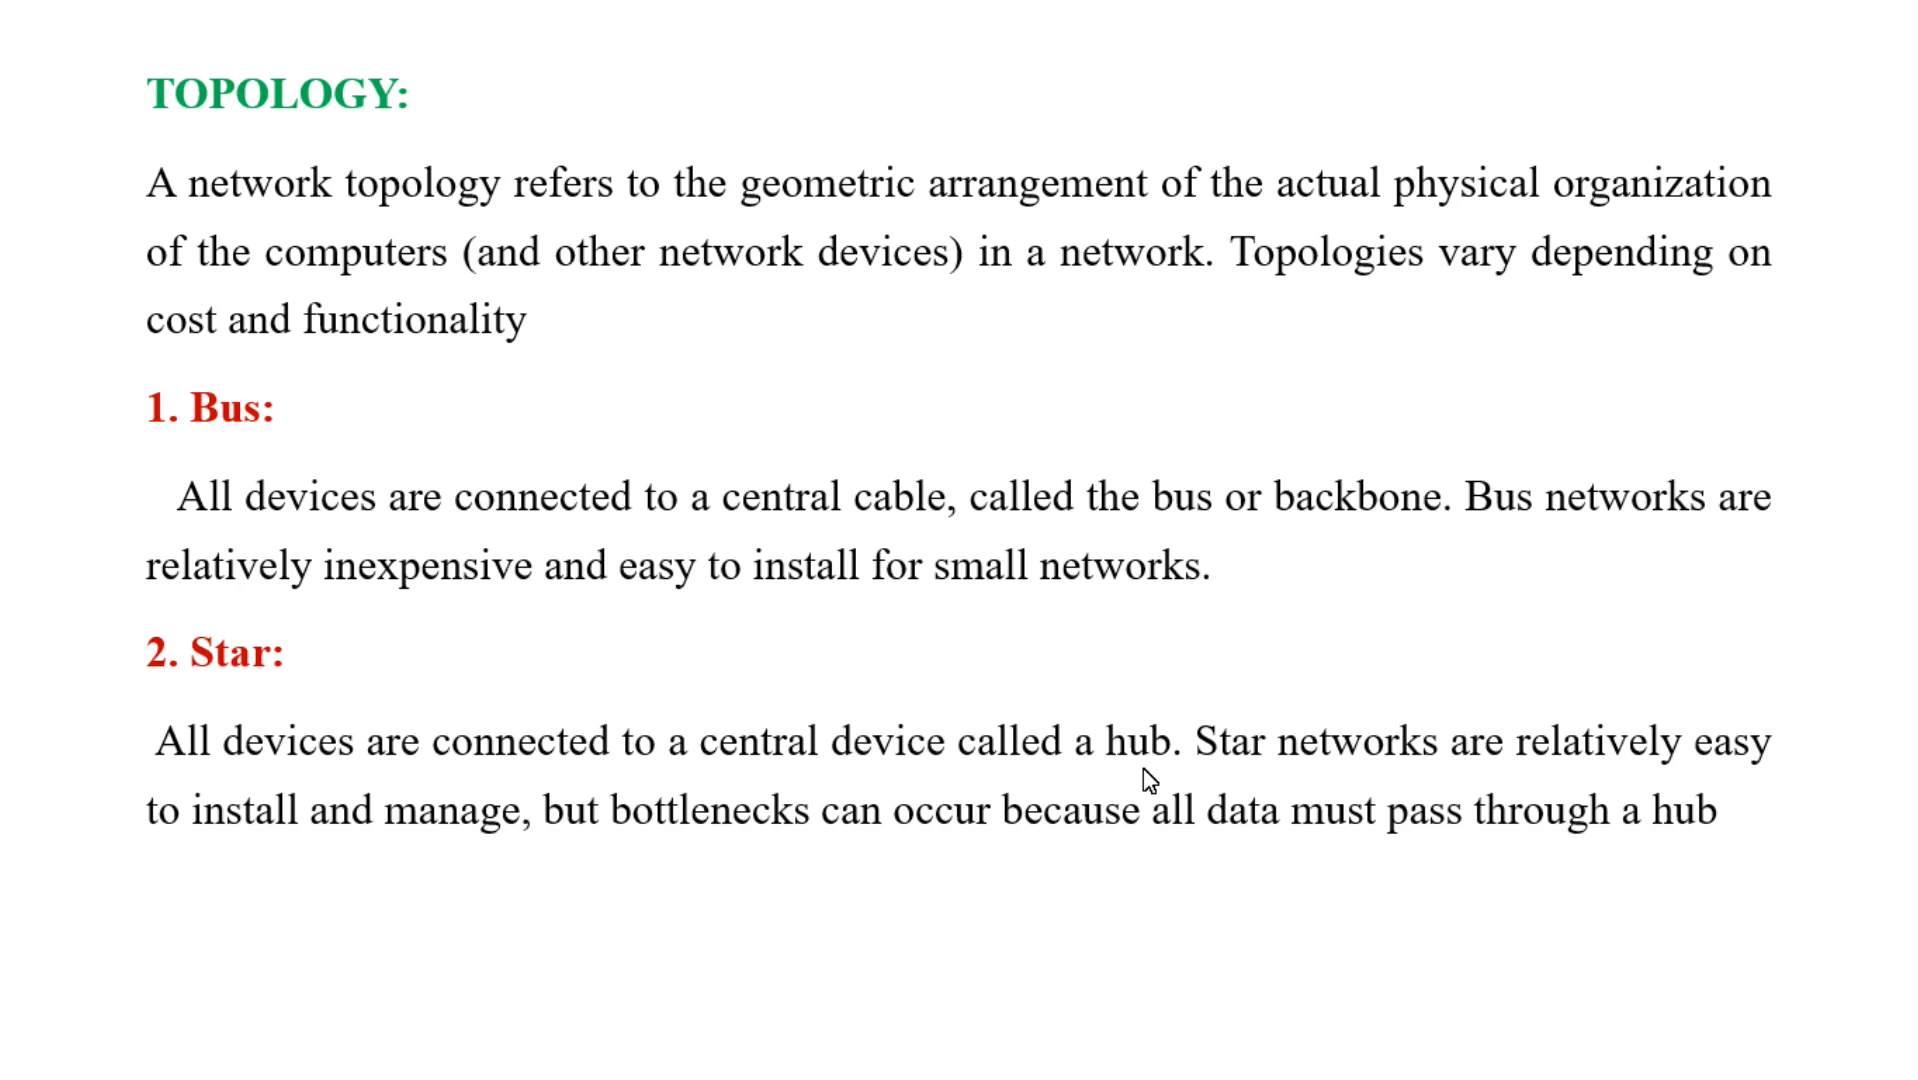 TOPOLOGY:
A network topology refers to the geometric arrangement of the actual physical organization
of the computers (and other network devices) in a network. Topologies vary depending on
cost and functionality
1. Bus:
All devices are connected to a central cable, called the bus or backbone. Bus networks are
relatively inexpensive and easy to install for small networks.
2. Star:
All devices are connected to a central device called a hub. Star networks are relatively easy
to install and manage, but bottlenecks can occur because all data must pass through a hub